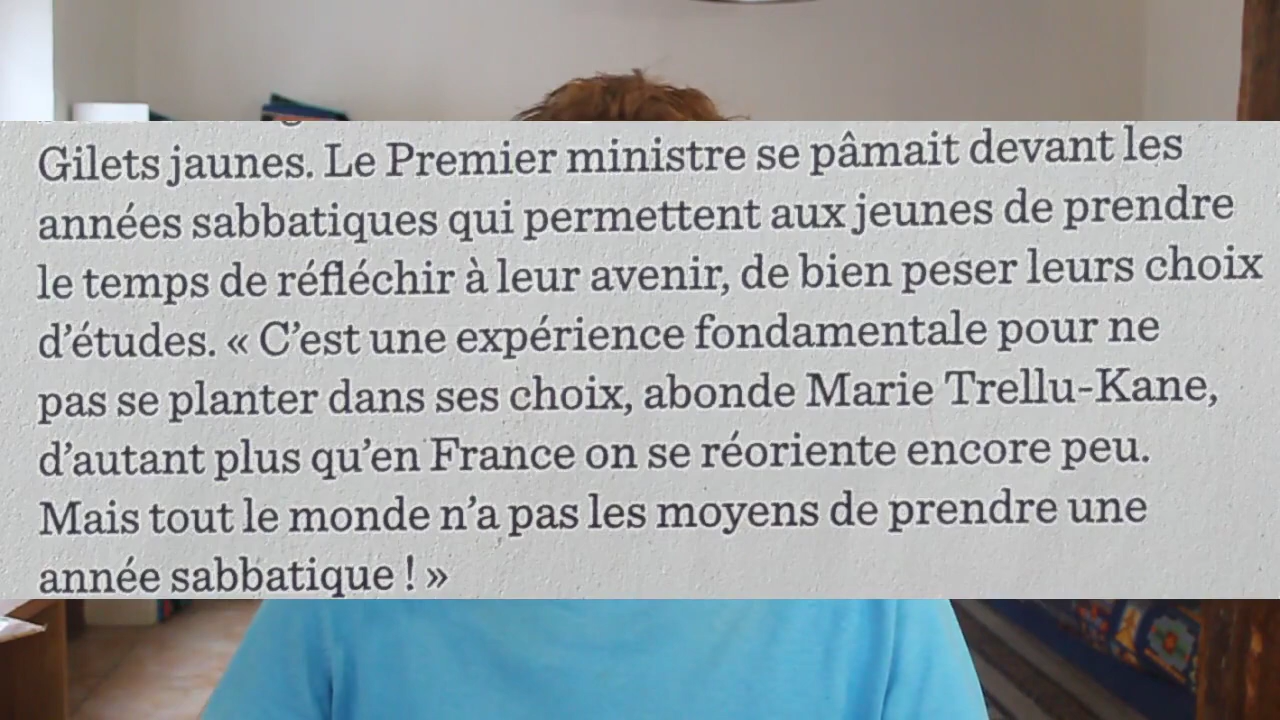 Gilets jaunes. Le Premier ministre se pâmait devant les
années sabbatiques qui permettent aux jeunes de prendre
le temps de réfléchir à leur avenir, de bien peser leurs choix
d’études. « C’est une expérience fondamentale pour ne
pas se planter dans ses choix, abonde Marie Trellu-Kane,
d’autant plus qu’en France on se réoriente encore peu.
Mais tout le monde n’a pas les moyens de prendre une
année sabbatique ! »